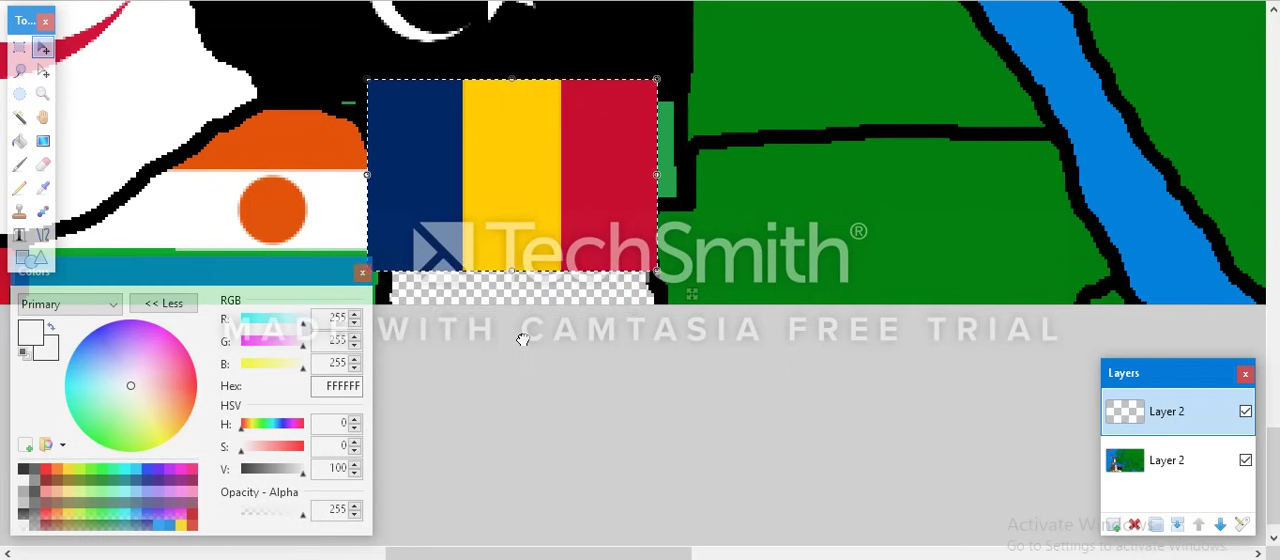 To...
x
Colors
x
Primary
<< Less
RGB
R:
255
G:
255
B:
255
Hex:
FFFFFF
HSV
H:
0
S:
0
V:
100
Opacity - Alpha
255
TechSmith®
MADE WITH CAMTASIA FREE TRIAL
Layers
x
Layer 2
Layer 2
Activate Windows
Go to Settings to activate Windows.